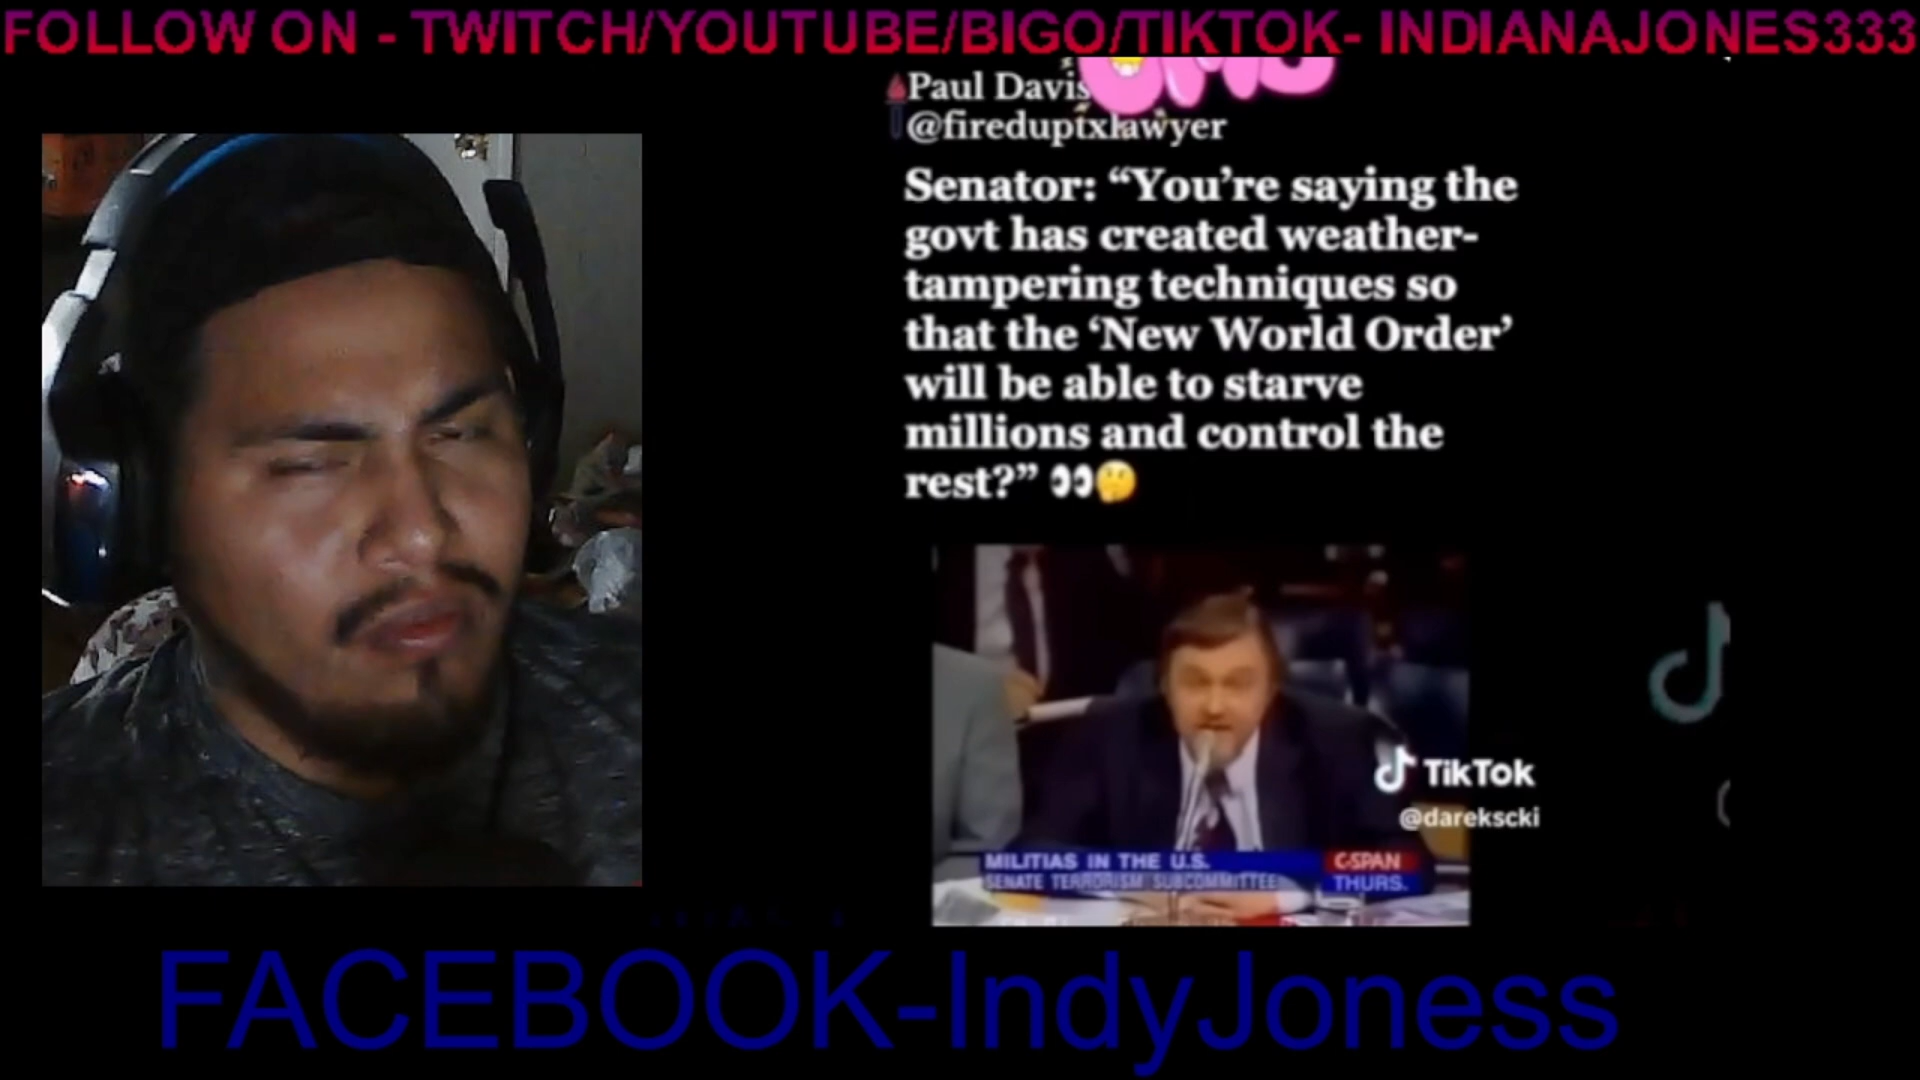 FOLLOW ON - TWITCH/YOUTUBE/BIGO/TIKTOK- INDIANAJONES333
Paul Davis
@fireduptxlawyer
Senator: “You’re saying the
govt has created weather-
tampering techniques so
that the ‘New World Order’
will be able to starve
millions and control the
rest?” 👀🤔
TikTok
@darekscki
MILITIAS IN THE U.S.
C-SPAN
SENATE TERRORISM SUBCOMMITTEE
THURS.
FACEBOOK-IndyJoness